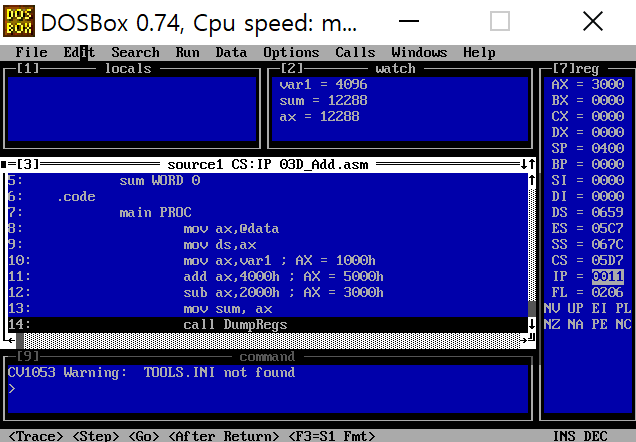 DOS BOX DOSBox 0.74, Cpu speed: m...
File Edit Search Run Data Options Calls Windows Help
[1] locals
[2] watch
var1 = 4096
sum = 12288
ax = 12288
[7]reg
AX = 3000
BX = 0000
CX = 0000
DX = 0000
SP = 0400
BP = 0000
SI = 0000
DI = 0000
DS = 0659
ES = 05C7
SS = 067C
CS = 05D7
IP = 0011
FL = 0206
NV UP EI PL
NZ NA PE NC
[3] source1 CS:IP 03D_Add.asm
5: sum WORD 0
6: .code
7: main PROC
8: mov ax,@data
9: mov ds,ax
10: mov ax,var1 ; AX = 1000h
11: add ax,4000h ; AX = 5000h
12: sub ax,2000h ; AX = 3000h
13: mov sum, ax
14: call DumpRegs
[9] command
CV1053 Warning: TOOLS.INI not found
>
<Trace> <Step> <Go> <After Return> <F3=S1 Fmt> INS DEC